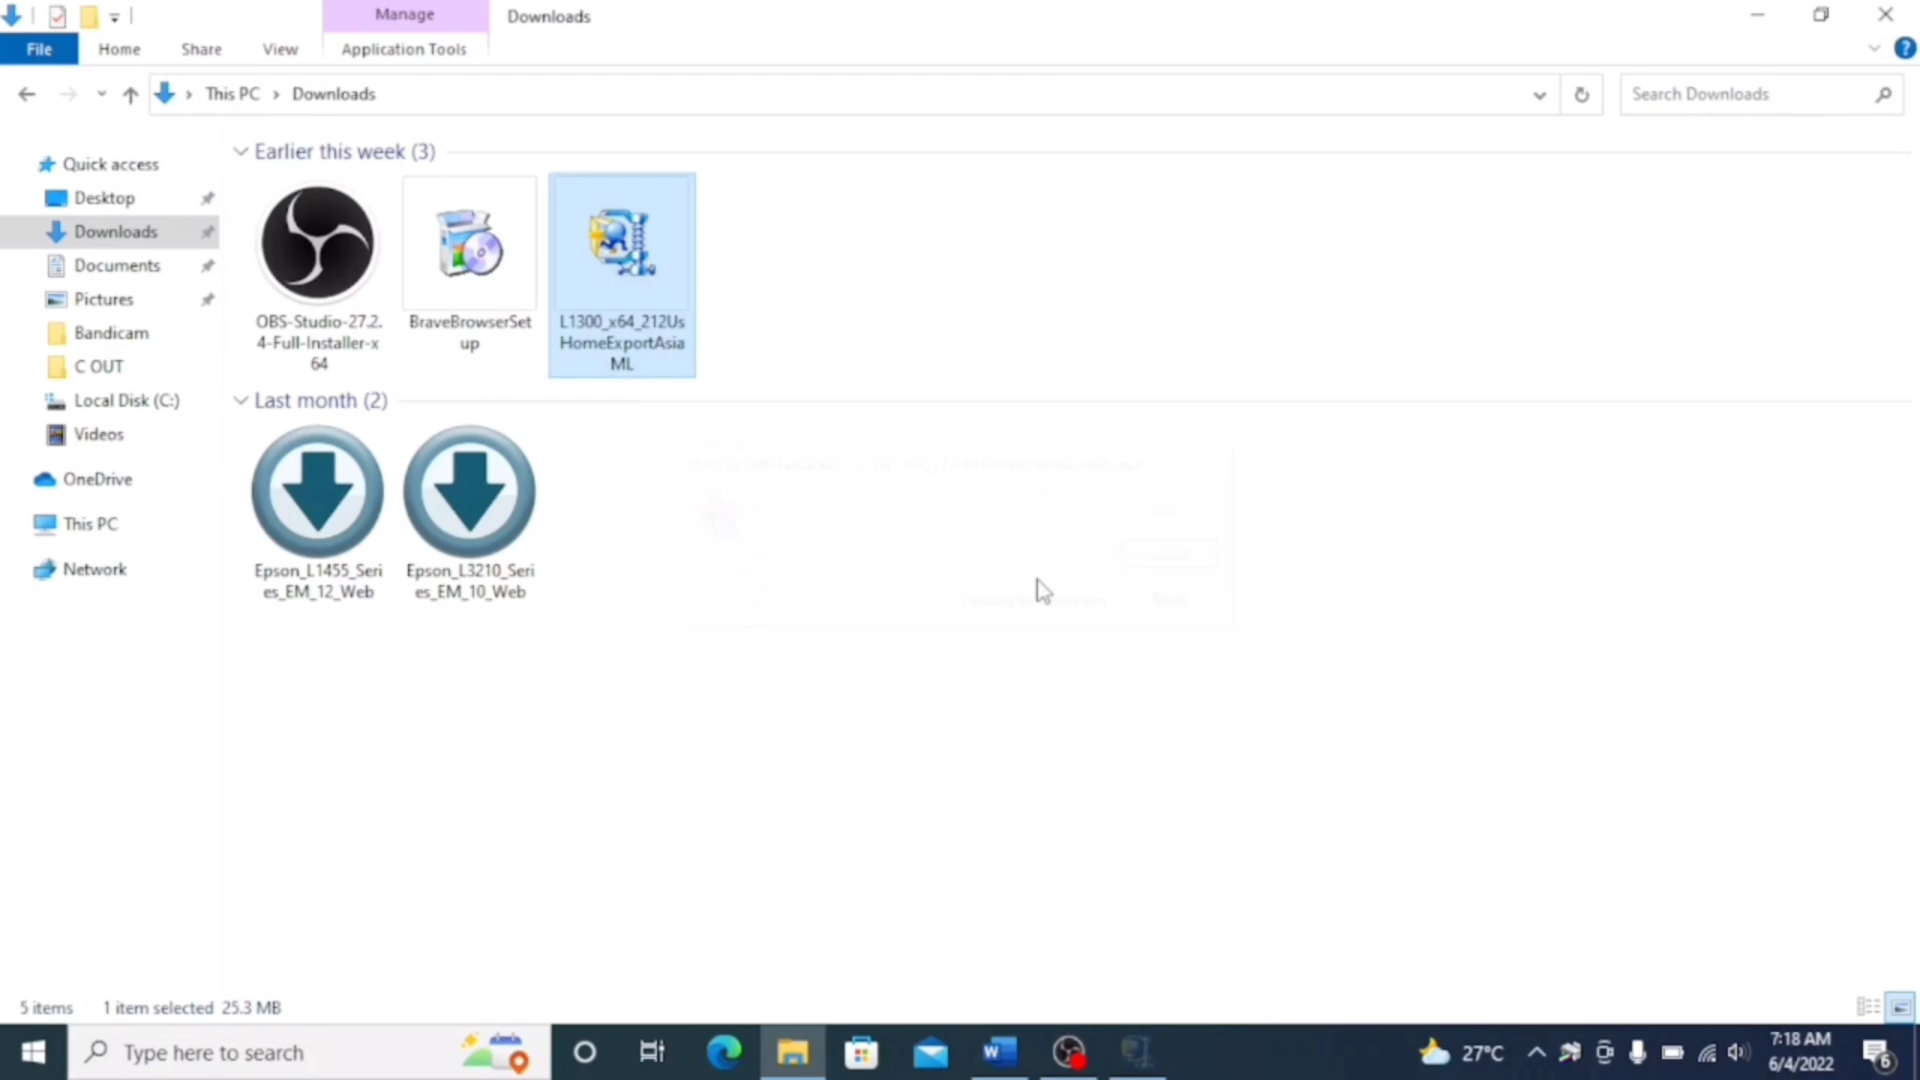 Manage
Downloads
File
Home
Share
View
Application Tools
This PC
Downloads
Search Downloads
Quick access
Desktop
Downloads
Documents
Pictures
Bandicam
C OUT
Local Disk (C:)
Videos
OneDrive
This PC
Network
Earlier this week (3)
OBS-Studio-27.2.
4-Full-Installer-x
64
BraveBrowserSet
up
L1300_x64_212Us
HomeExportAsia
ML
Last month (2)
Epson_L1455_Seri
es_EM_12_Web
Epson_L3210_Seri
es_EM_10_Web
5 items
1 item selected 25.3 MB
Type here to search
27°C
7:18 AM
6/4/2022
6